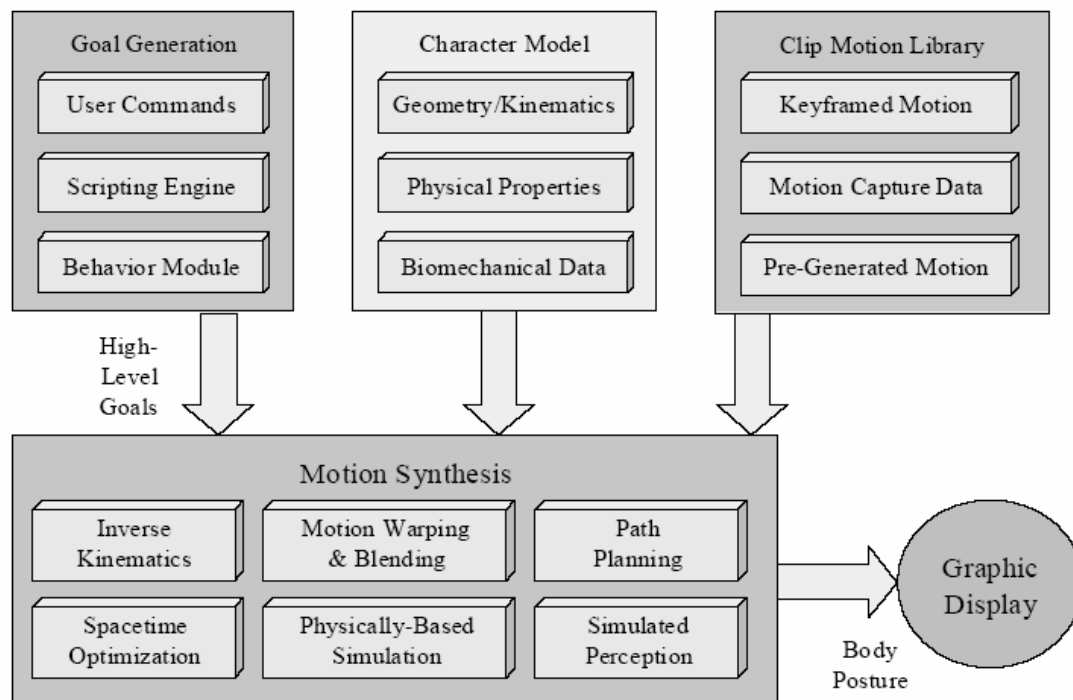 Goal Generation
User Commands
Scripting Engine
Behavior Module
Character Model
Geometry/Kinematics
Physical Properties
Biomechanical Data
Clip Motion Library
Keyframed Motion
Motion Capture Data
Pre-Generated Motion
High-
Level
Goals
Motion Synthesis
Inverse
Kinematics
Motion Warping
& Blending
Path
Planning
Spacetime
Optimization
Physically-Based
Simulation
Simulated
Perception
Body
Posture
Graphic
Display